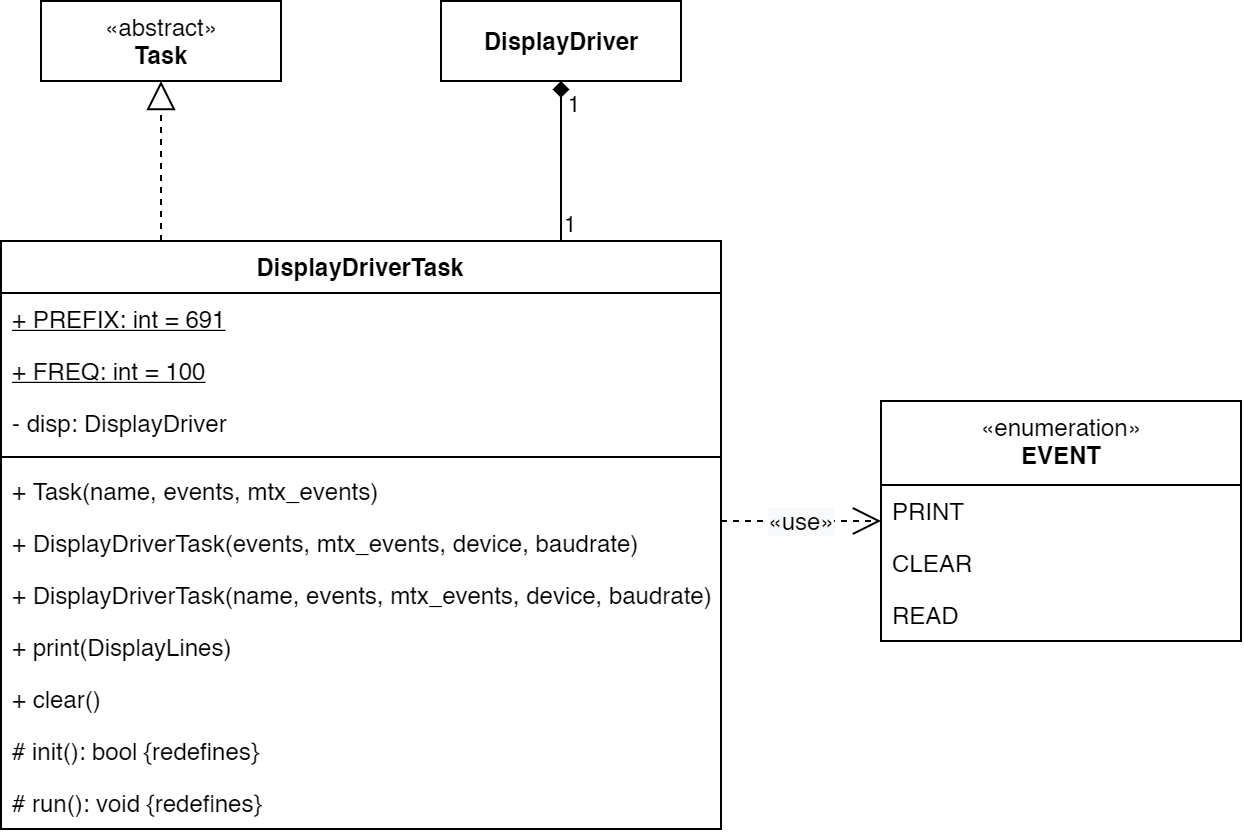 «abstract»
Task
DisplayDriver
1
1
DisplayDriverTask
+ PREFIX: int = 691
+ FREQ: int = 100
- disp: DisplayDriver
+ Task(name, events, mtx_events)
+ DisplayDriverTask(events, mtx_events, device, baudrate)
+ DisplayDriverTask(name, events, mtx_events, device, baudrate)
+ print(DisplayLines)
+ clear()
# init(): bool {redefines}
# run(): void {redefines}
«use»
«enumeration»
EVENT
PRINT
CLEAR
READ